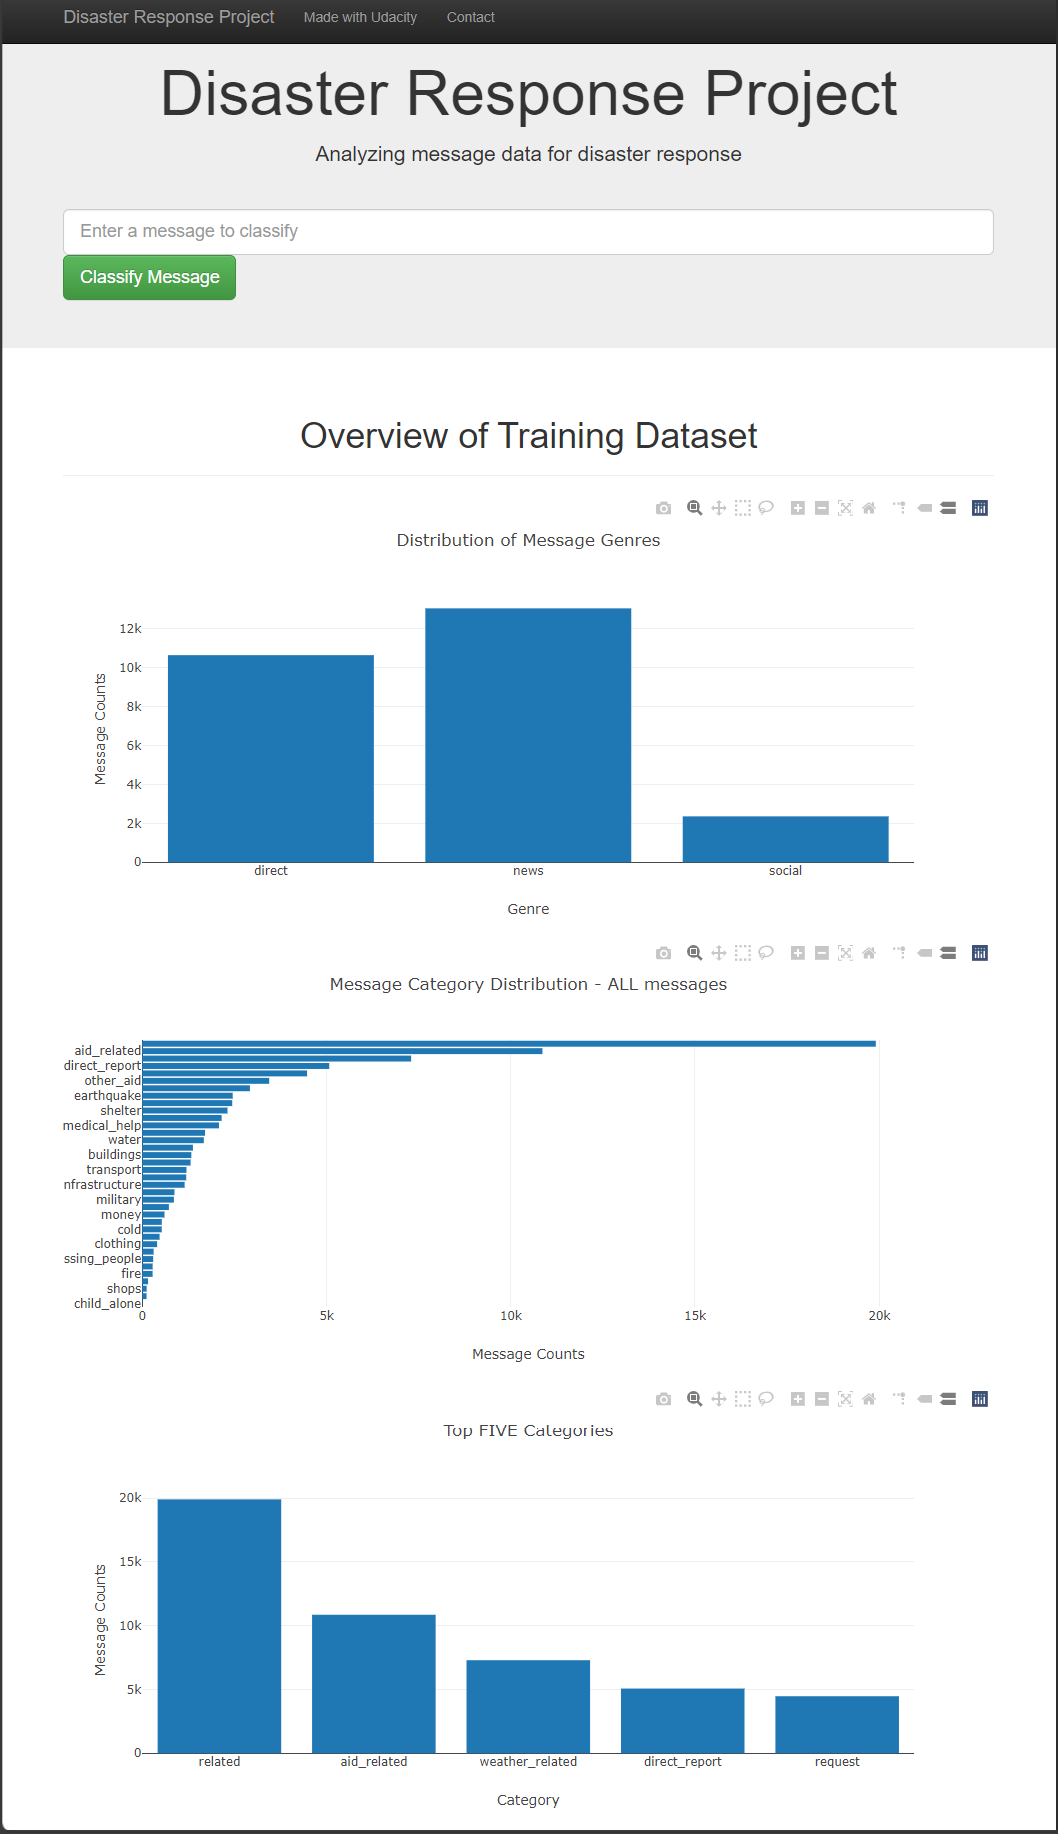 Disaster Response Project Made with Udacity Contact
Disaster Response Project
Analyzing message data for disaster response
Enter a message to classify
Classify Message
Overview of Training Dataset
Distribution of Message Genres
12k
10k
8k
6k
4k
2k
0
Message Counts
direct news social
Genre
Message Category Distribution - ALL messages
aid_related
direct_report
other_aid
earthquake
shelter
medical_help
water
buildings
transport
nfrastructure
military
money
cold
clothing
ssing_people
fire
shops
child_alone
0 5k 10k 15k 20k
Message Counts
Top FIVE Categories
20k
15k
10k
5k
0
Message Counts
related aid_related weather_related direct_report request
Category